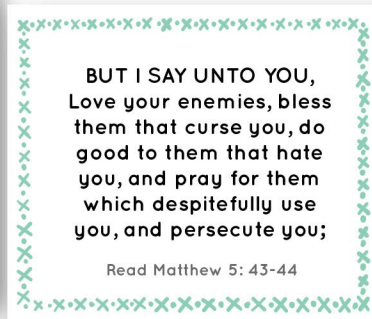 BUT I SAY UNTO YOU,
Love your enemies, bless
them that curse you, do
good to them that hate
you, and pray for them
which despitefully use
you, and persecute you;
Read Matthew 5: 43-44